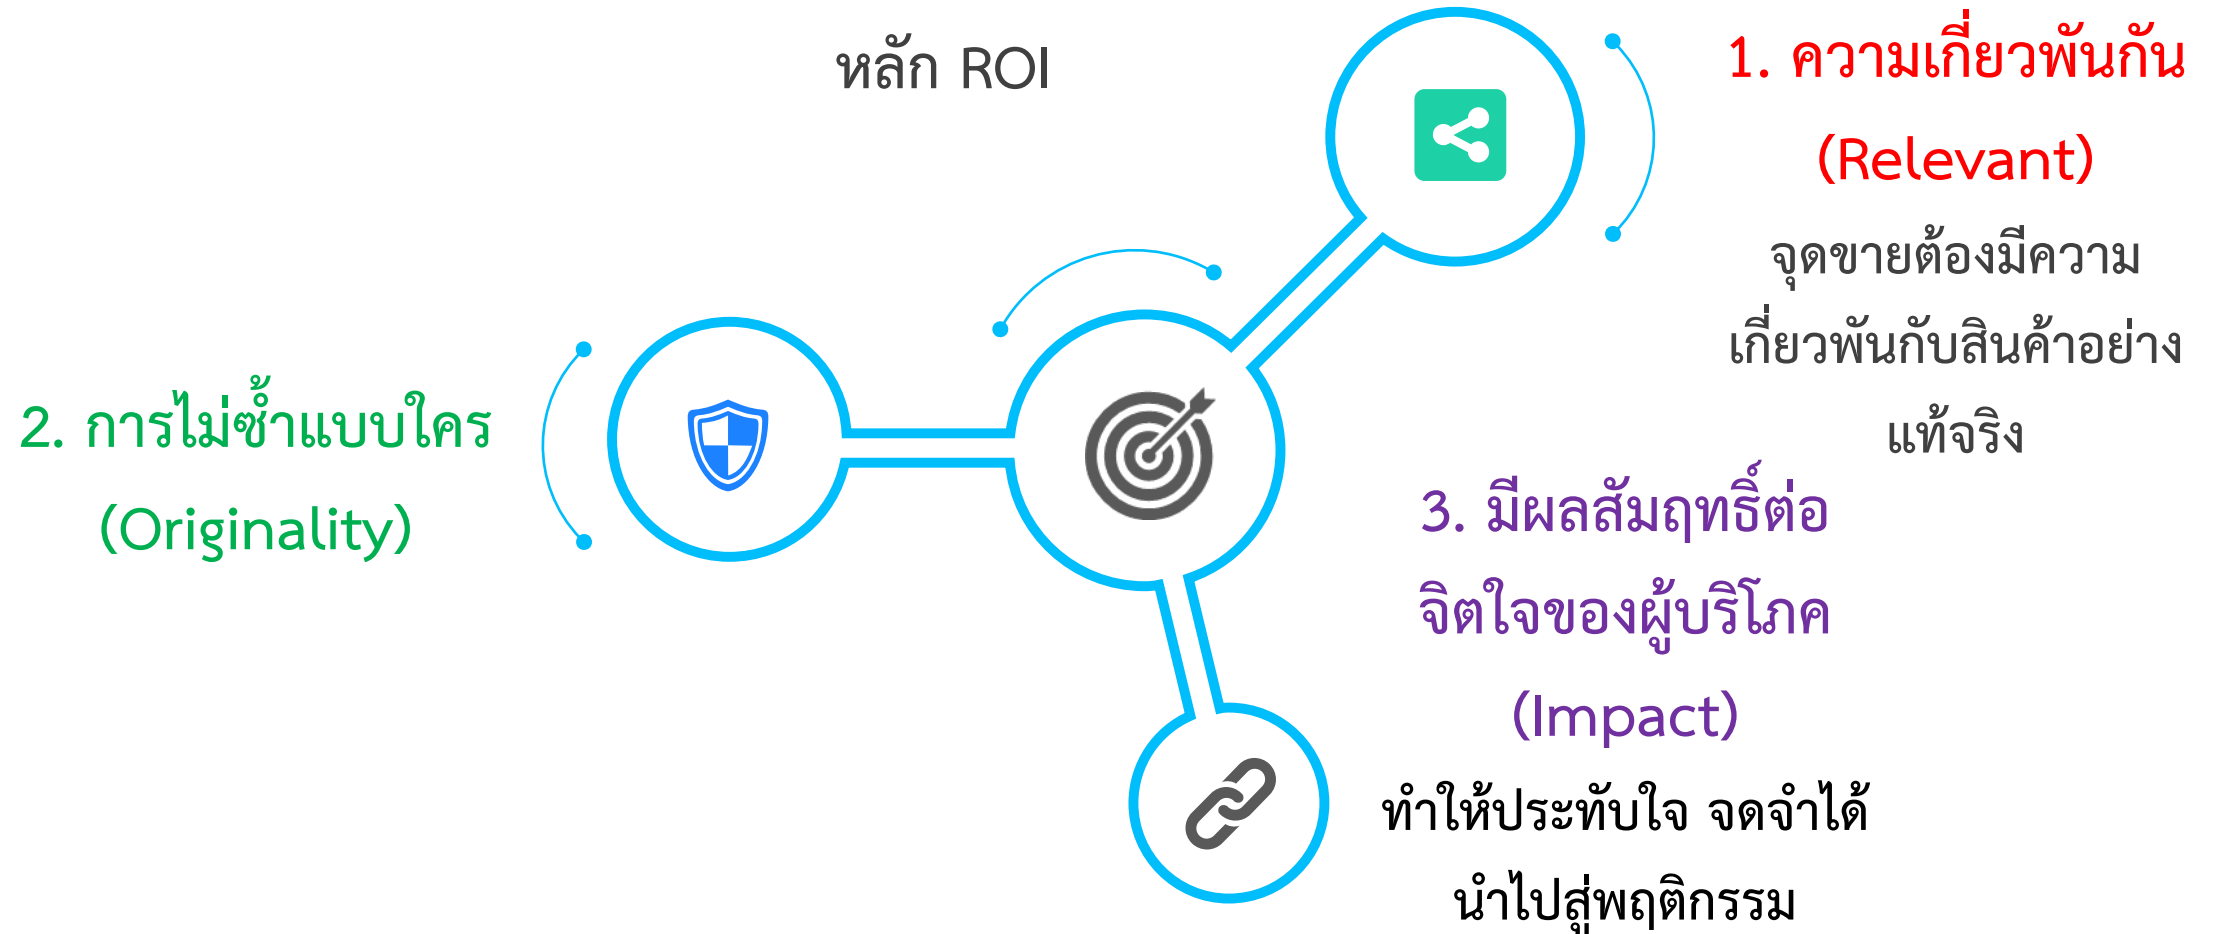 หลัก ROI
1. ความเกี่ยวพันกัน
(Relevant)
จุดขายต้องมีความ
เกี่ยวพันกับสินค้าอย่าง
แท้จริง
2. การไม่ซ้ำแบบใคร
(Originality)
3. มีผลสัมฤทธิ์ต่อ
จิตใจของผู้บริโภค
(Impact)
ทำให้ประทับใจ จดจำได้
นำไปสู่พฤติกรรม